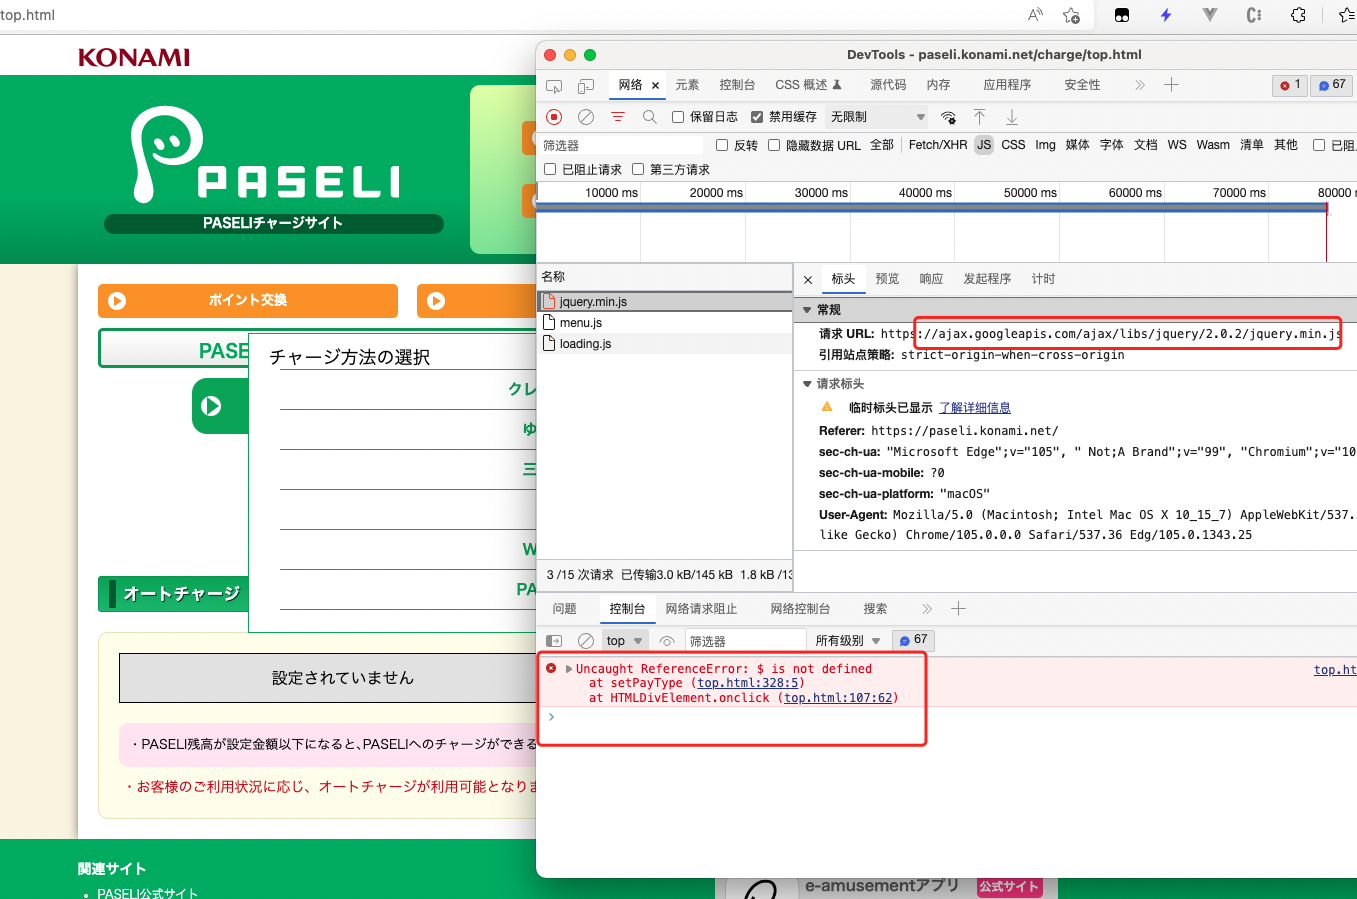 top.html
KONAMI
PASELI
PASELIチャージサイト
ポイント交換
PASE
チャージ方法の選択
クレ
ゆ
三
W
PA
オートチャージ
設定されていません
・PASELI残高が設定金額以下になると、PASELIへのチャージができる
・お客様のご利用状況に応じ、オートチャージが利用可能となりま
関連サイト
PASELI公式サイト
e-amusementアプリ
公式サイト
DevTools - paseli.konami.net/charge/top.html
网络 元素 控制台 CSS 概述 源代码 内存 应用程序 安全性 1 67
保留日志 禁用缓存 无限制
筛选器 反转 隐藏数据 URL 全部 Fetch/XHR JS CSS Img 媒体 字体 文档 WS Wasm 清单 其他 已阻
已阻止请求 第三方请求
10000 ms 20000 ms 30000 ms 40000 ms 50000 ms 60000 ms 70000 ms 80000 m
名称
jquery.min.js
menu.js
loading.js
3 /15 次请求 已传输3.0 kB/145 kB 1.8 kB /13
标头 预览 响应 发起程序 计时
常规
请求 URL: https://ajax.googleapis.com/ajax/libs/jquery/2.0.2/jquery.min.js
引用站点策略: strict-origin-when-cross-origin
请求标头
临时标头已显示 了解详细信息
Referer: https://paseli.konami.net/
sec-ch-ua: "Microsoft Edge";v="105", " Not;A Brand";v="99", "Chromium";v="10
sec-ch-ua-mobile: ?0
sec-ch-ua-platform: "macOS"
User-Agent: Mozilla/5.0 (Macintosh; Intel Mac OS X 10_15_7) AppleWebKit/537.
like Gecko) Chrome/105.0.0.0 Safari/537.36 Edg/105.0.1343.25
问题 控制台 网络请求阻止 网络控制台 搜索
top 筛选器 所有级别 67
Uncaught ReferenceError: $ is not defined top.ht
at setPayType (top.html:328:5)
at HTMLDivElement.onclick (top.html:107:62)